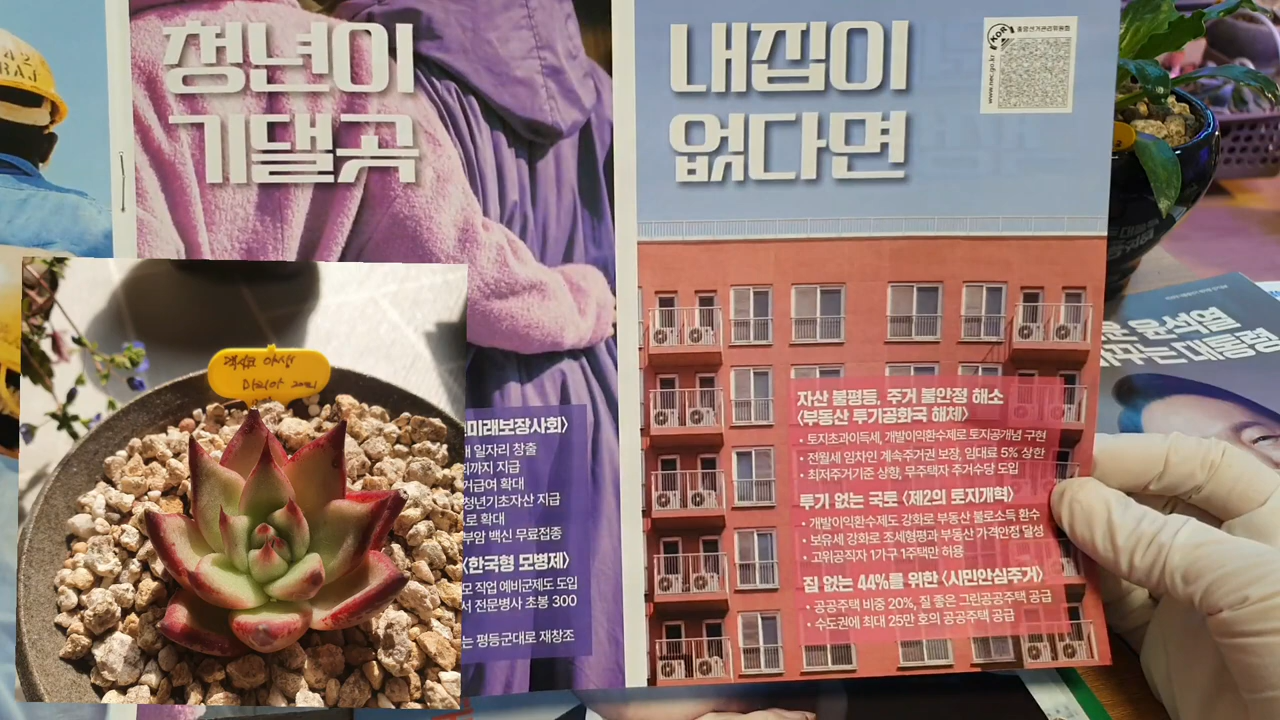 청년이
기댈곳
내집이
없다면
중앙선거관리위원회
KOR
미래보장사회〉
일자리 창출
까지 지급
거급여 확대
청년기초자산 지급
로 확대
부암 백신 무료접종
〈한국형 모병제〉
모 직업 예비군제도 도입
서 전문병사 초봉 300
는 평등군대로 재창조
자산 불평등, 주거 불안정 해소
〈부동산 투기공화국 해체〉
• 토지초과이득세, 개발이익환수제로 토지공개념 구현
• 전월세 임차인 계속주거권 보장, 임대료 5% 상한
• 최저주거기준 상향, 무주택자 주거수당 도입
투기 없는 국토 〈제2의 토지개혁〉
• 개발이익환수제도 강화로 부동산 불로소득 환수
• 보유세 강화로 조세형평과 부동산 가격안정 달성
• 고위공직자 1가구 1주택만 허용
집 없는 44%를 위한 〈시민안심주거〉
• 공공주택 비중 20%, 질 좋은 그린공공주택 공급
• 수도권에 최대 25만 호의 공공주택 공급
윤석열
바꾸는 대통령
야생
마리아